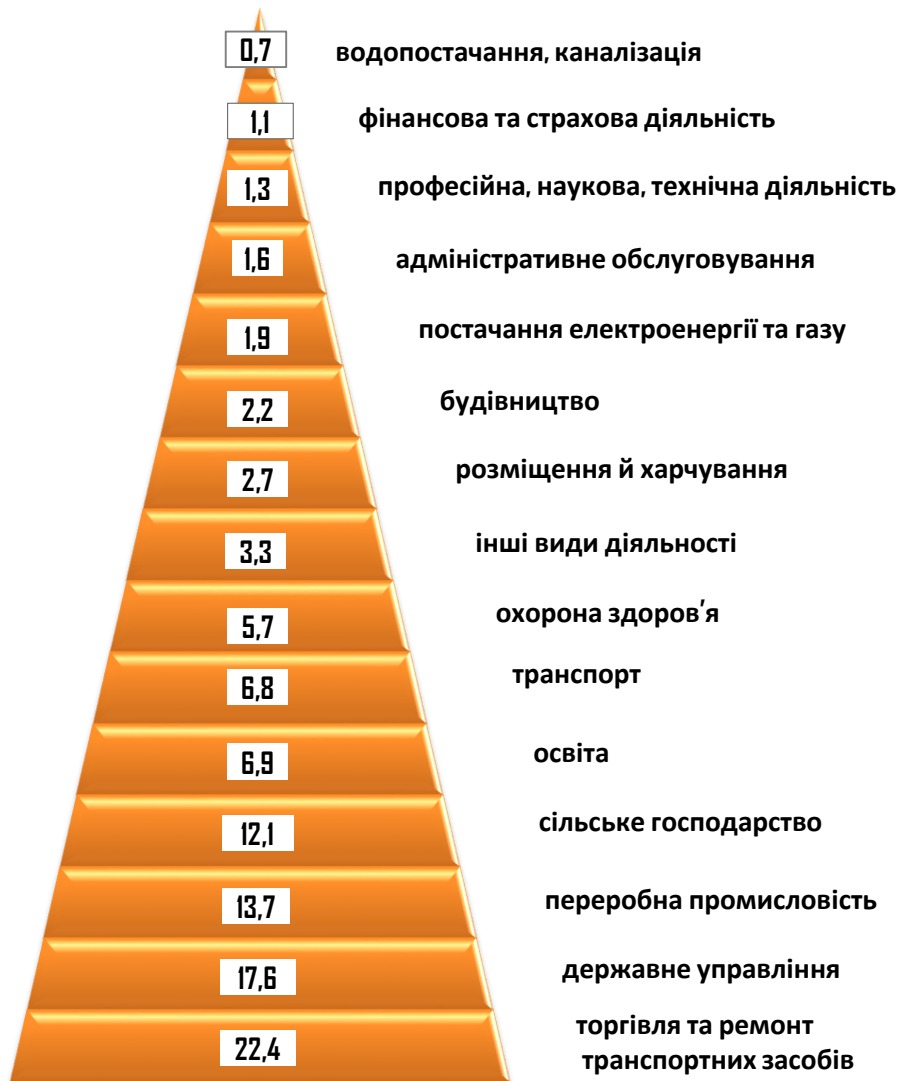 0,7 водопостачання, каналізація
1,1 фінансова та страхова діяльність
1,3 професійна, наукова, технічна діяльність
1,6 адміністративне обслуговування
1,9 постачання електроенергії та газу
2,2 будівництво
2,7 розміщення й харчування
3,3 інші види діяльності
5,7 охорона здоров'я
6,8 транспорт
6,9 освіта
12,1 сільське господарство
13,7 переробна промисловість
17,6 державне управління
22,4 торгівля та ремонт
транспортних засобів